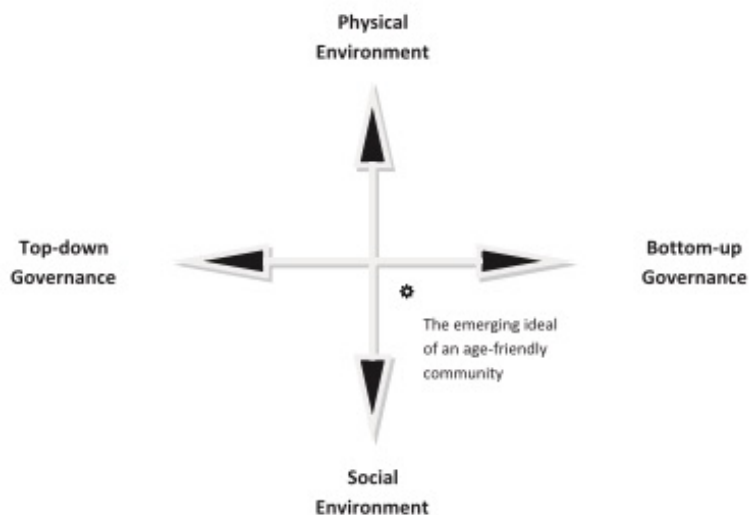 Physical
Environment
Top-down
Governance
Bottom-up
Governance
The emerging ideal
of an age-friendly
community
Social
Environment